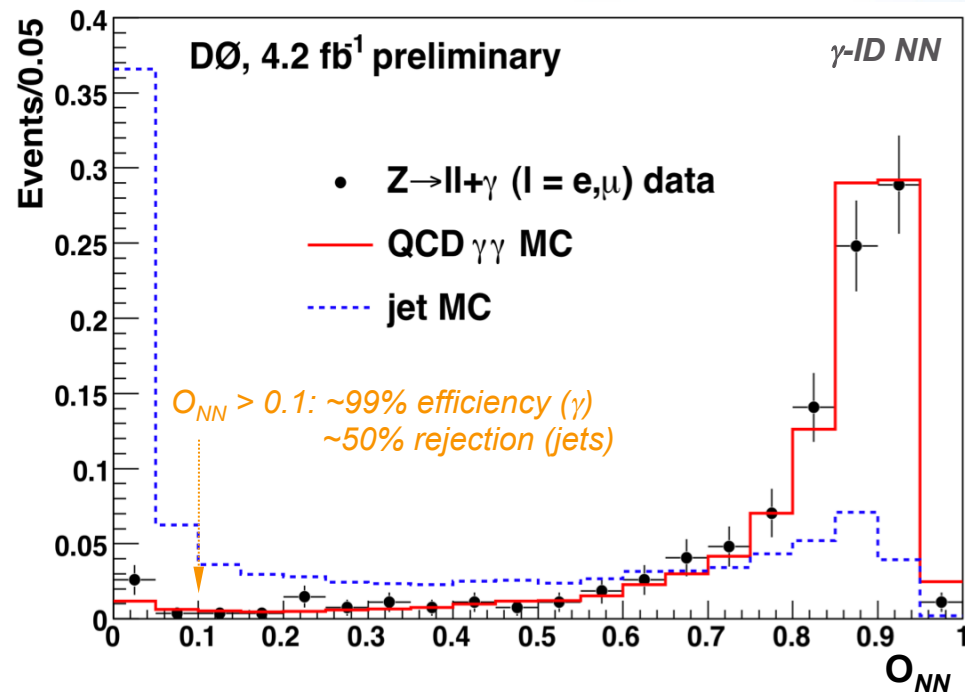 Events/0.05
0.4
0.35
0.3
0.25
0.2
0.15
0.1
0.05
0
DØ, 4.2 fb⁻¹ preliminary
γ-ID NN
Z→ll+γ (l = e,μ) data
QCD γγ MC
jet MC
O_NN > 0.1: ~99% efficiency (γ)
~50% rejection (jets)
0 0.1 0.2 0.3 0.4 0.5 0.6 0.7 0.8 0.9 1
O_NN